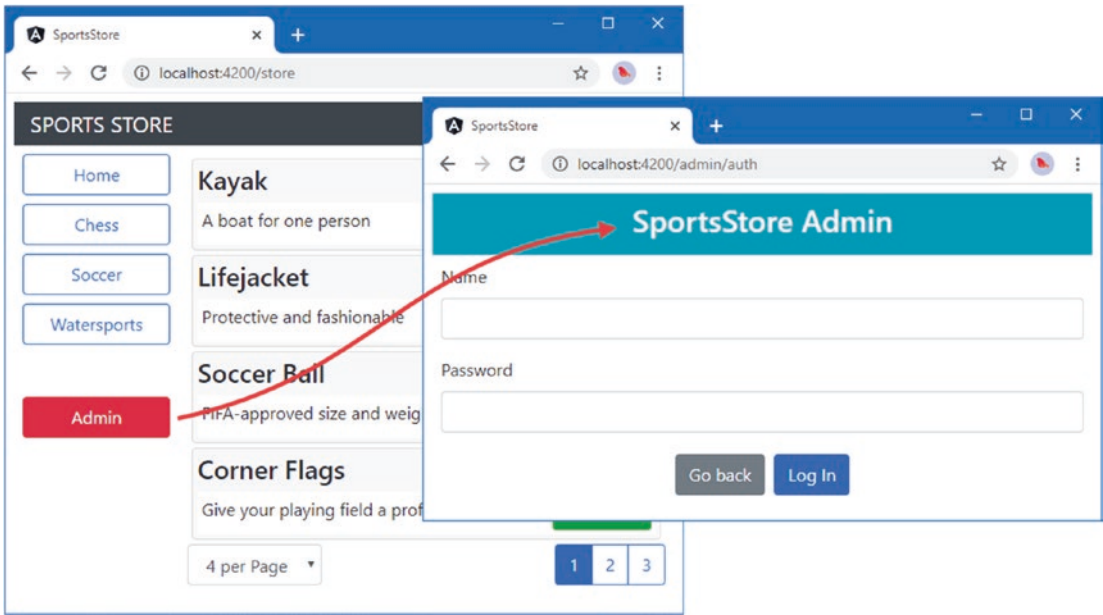 SportsStore
localhost:4200/store
SPORTS STORE
Home
Chess
Soccer
Watersports
Admin
Kayak
A boat for one person
Lifejacket
Protective and fashionable
Soccer Ball
FIFA-approved size and weig
Corner Flags
Give your playing field a prof
4 per Page
1 2 3
SportsStore
localhost:4200/admin/auth
SportsStore Admin
Name
Password
Go back Log In